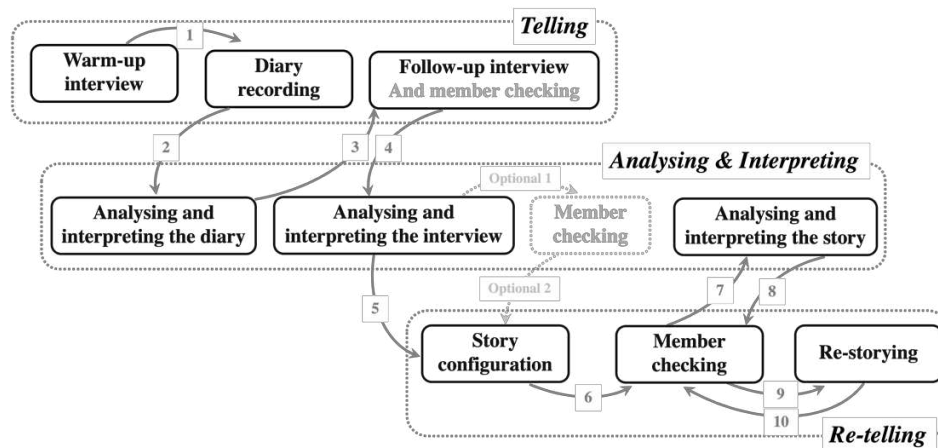 Telling
1
Warm-up
interview
Diary
recording
Follow-up interview
And member checking
2
3
4
Analysing & Interpreting
Optional 1
Analysing and
interpreting the diary
Analysing and
interpreting the interview
Member
checking
Analysing and
interpreting the story
Optional 2
5
7
8
Story
configuration
Member
checking
Re-storying
6
9
10
Re-telling